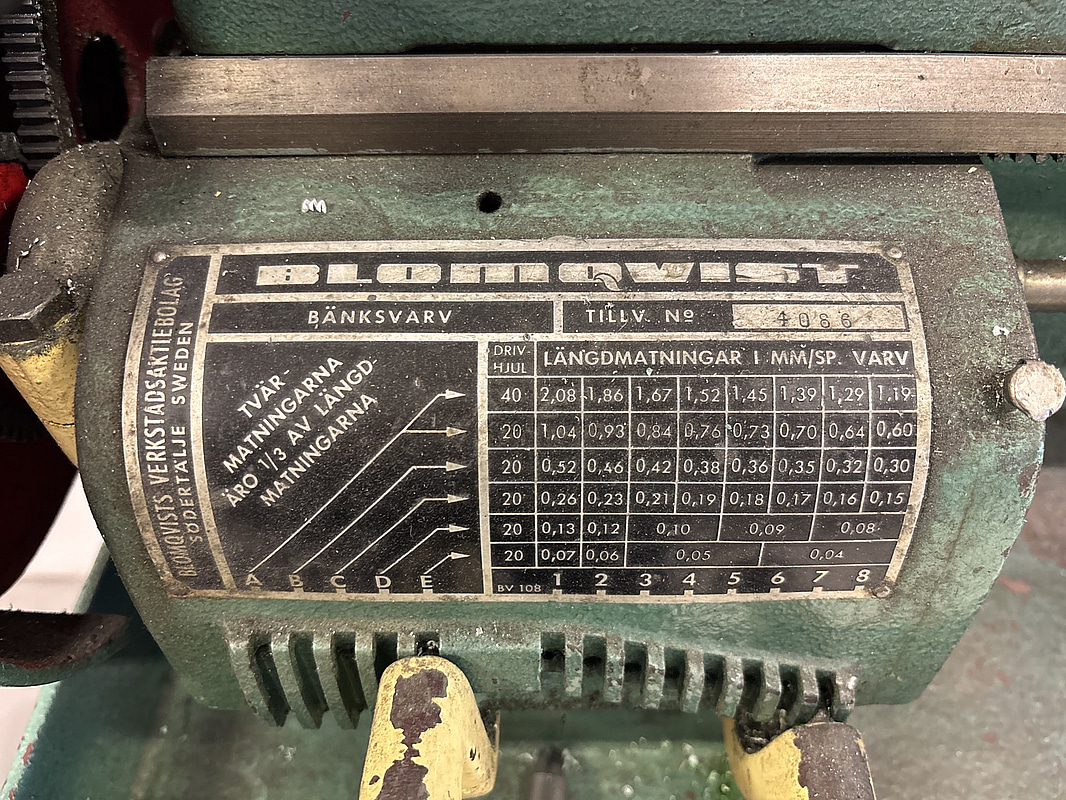 BLOMQVISTS VERKSTADSAKTIEBOLAG
SÖDERTÄLJE SWEDEN
BLOMQVIST
BÄNKSVARV
TILLV. Nº 4086
TVÄR-
MATNINGARNA
ÄRO 1/3 AV LÄNGD-
MATNINGARNA
A B C D E
DRIV-
HJUL
LÄNGDMATNINGAR I MM/SP. VARV
40 2,08 1,86 1,67 1,52 1,45 1,39 1,29 1,19
20 1,04 0,93 0,84 0,76 0,73 0,70 0,64 0,60
20 0,52 0,46 0,42 0,38 0,36 0,35 0,32 0,30
20 0,26 0,23 0,21 0,19 0,18 0,17 0,16 0,15
20 0,13 0,12 0,10 0,09 0,08
20 0,07 0,06 0,05 0,04
BV 108 1 2 3 4 5 6 7 8